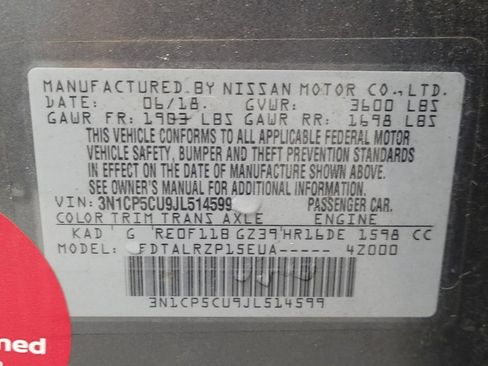 MANUFACTURED BY NISSAN MOTOR CO., LTD.
DATE: 06/18. GVWR: 3600 LBS
GAWR FR: 1903 LBS GAWR RR: 1698 LBS
THIS VEHICLE CONFORMS TO ALL APPLICABLE FEDERAL MOTOR
VEHICLE SAFETY, BUMPER AND THEFT PREVENTION STANDARDS
IN EFFECT ON THE DATE OF MANUFACTURE SHOWN ABOVE.
SEE OWNER'S MANUAL FOR ADDITIONAL INFORMATION.
VIN: 3N1CP5CU9JL514599 PASSENGER CAR.
COLOR TRIM TRANS AXLE ENGINE
KAD G RE0F11B GZ39 HR16DE 1598 CC
MODEL: FDTALRZP15EUA----- 4Z000
3N1CP5CU9JL514599
ned